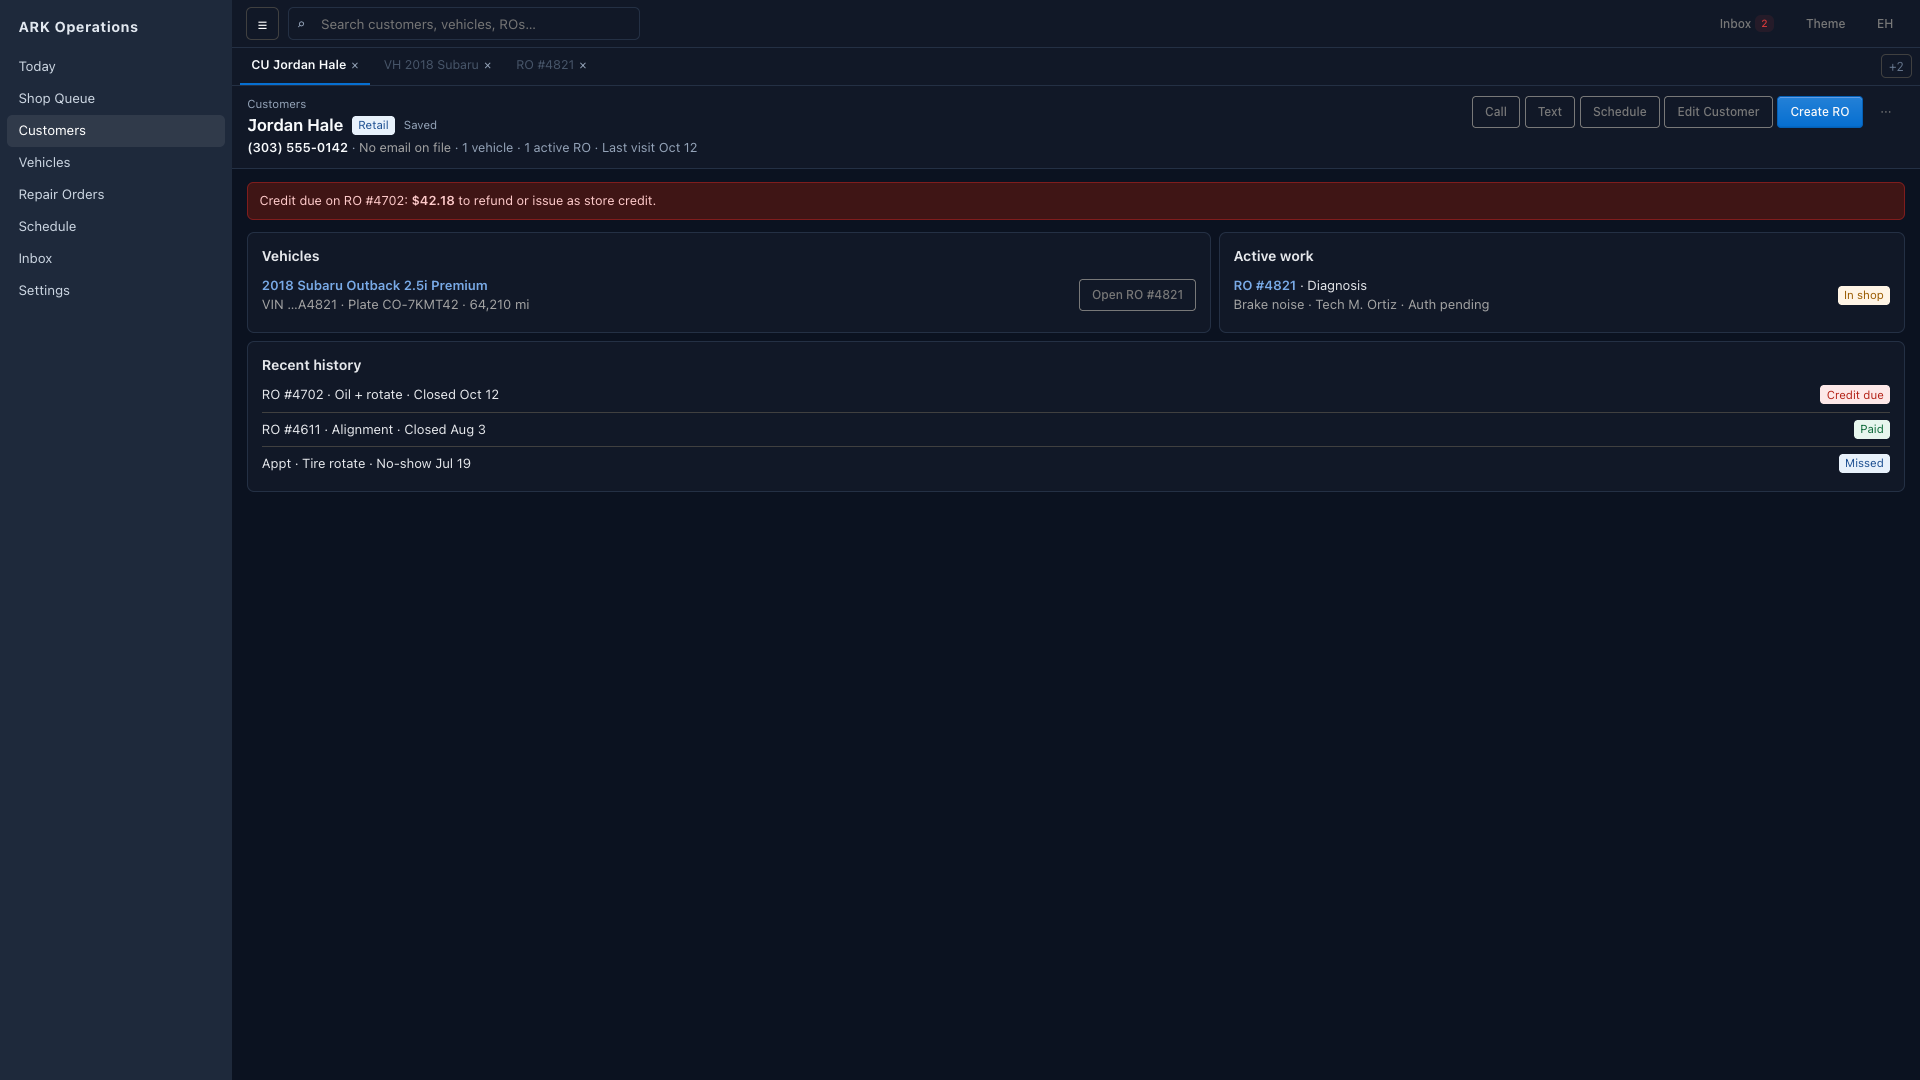 ARK Operations
Today
Shop Queue
Customers
Vehicles
Repair Orders
Schedule
Inbox
Settings
Search customers, vehicles, ROs...
Inbox 2
Theme
EH
CU Jordan Hale ×
VH 2018 Subaru ×
RO #4821 ×
+2
Customers
Jordan Hale Retail Saved
(303) 555-0142 · No email on file · 1 vehicle · 1 active RO · Last visit Oct 12
Call
Text
Schedule
Edit Customer
Create RO
...
Credit due on RO #4702: $42.18 to refund or issue as store credit.
Vehicles
2018 Subaru Outback 2.5i Premium
VIN ...A4821 · Plate CO-7KMT42 · 64,210 mi
Open RO #4821
Active work
RO #4821 · Diagnosis
Brake noise · Tech M. Ortiz · Auth pending
In shop
Recent history
RO #4702 · Oil + rotate · Closed Oct 12
Credit due
RO #4611 · Alignment · Closed Aug 3
Paid
Appt · Tire rotate · No-show Jul 19
Missed